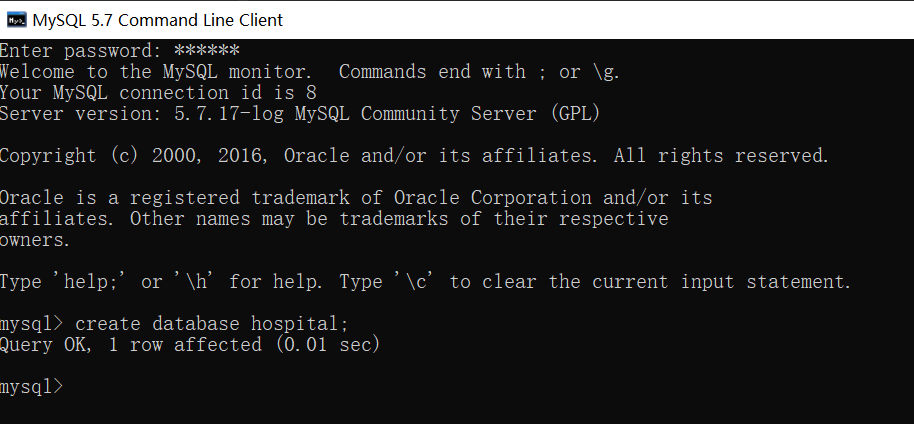 MySQL 5.7 Command Line Client
Enter password: ******
Welcome to the MySQL monitor.  Commands end with ; or \g.
Your MySQL connection id is 8
Server version: 5.7.17-log MySQL Community Server (GPL)
Copyright (c) 2000, 2016, Oracle and/or its affiliates. All rights reserved.
Oracle is a registered trademark of Oracle Corporation and/or its
affiliates. Other names may be trademarks of their respective
owners.
Type 'help;' or '\h' for help. Type '\c' to clear the current input statement.
mysql> create database hospital;
Query OK, 1 row affected (0.01 sec)
mysql>